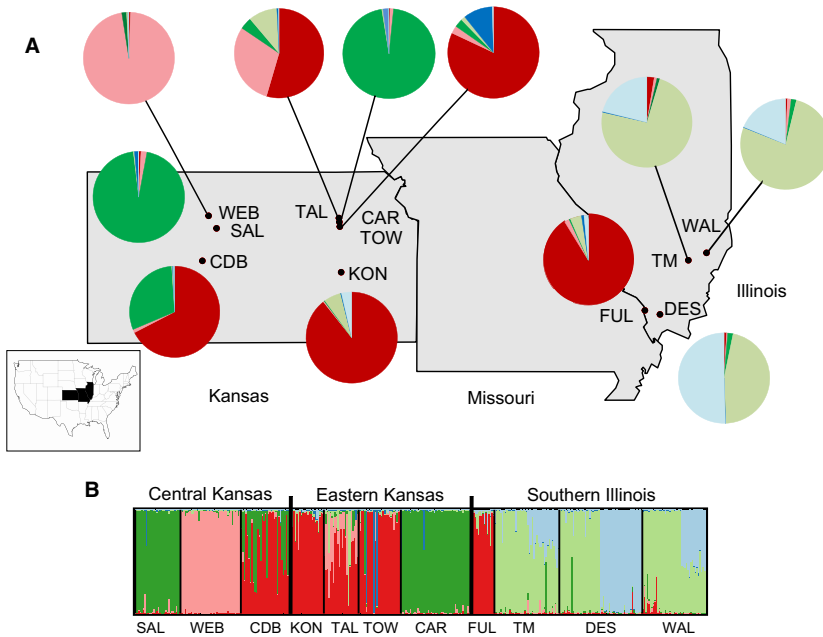 A
WEB
SAL
CDB
TAL
CAR
TOW
KON
WAL
TM
FUL
DES
Illinois
Kansas
Missouri
B
Central Kansas
Eastern Kansas
Southern Illinois
SAL WEB CDB KON TAL TOW CAR FUL TM DES WAL